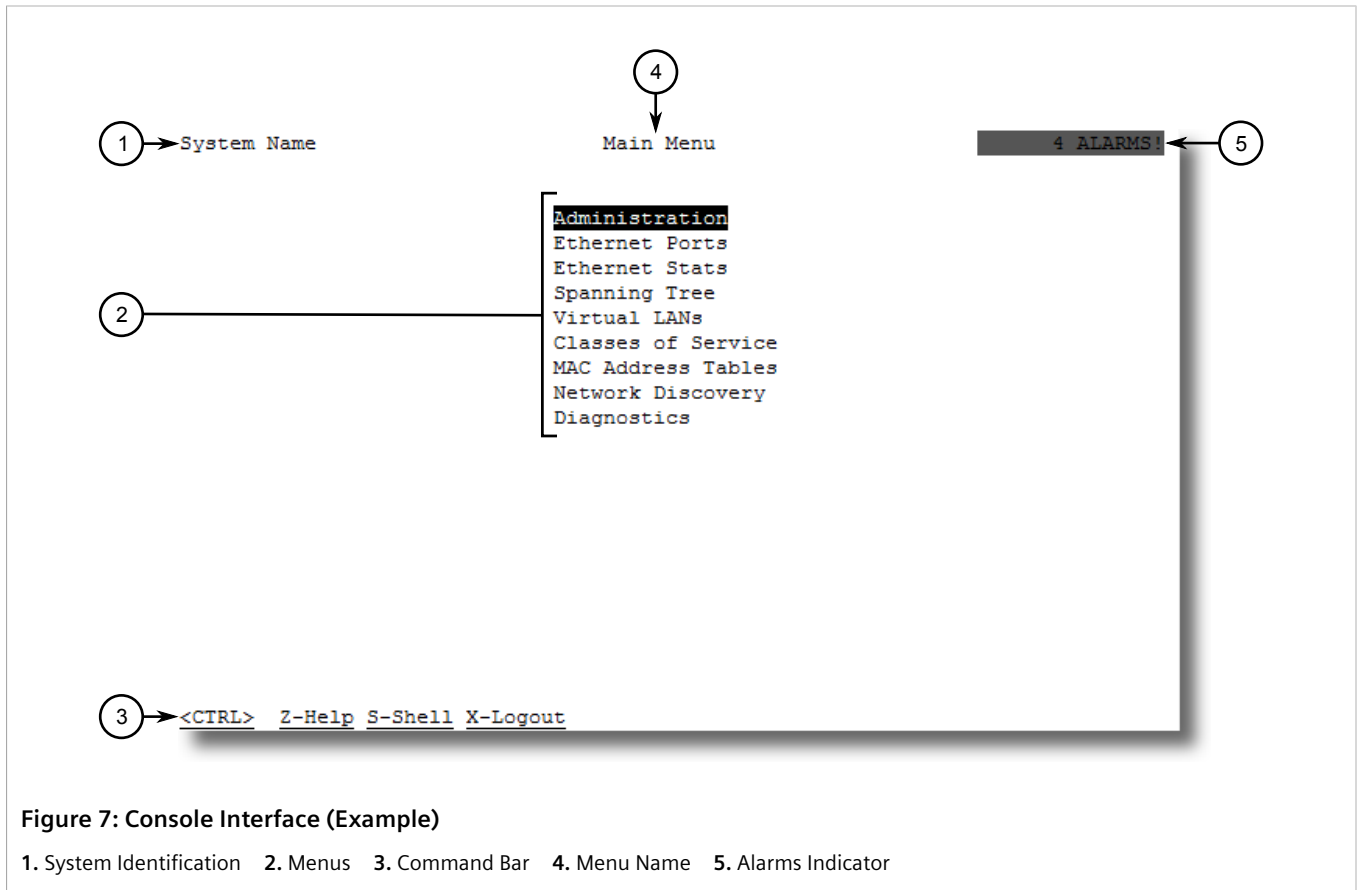 4
1 System Name Main Menu 4 ALARMS! 5
Administration
Ethernet Ports
Ethernet Stats
Spanning Tree
2 Virtual LANs
Classes of Service
MAC Address Tables
Network Discovery
Diagnostics
3 <CTRL> Z-Help S-Shell X-Logout
Figure 7: Console Interface (Example)
1. System Identification 2. Menus 3. Command Bar 4. Menu Name 5. Alarms Indicator